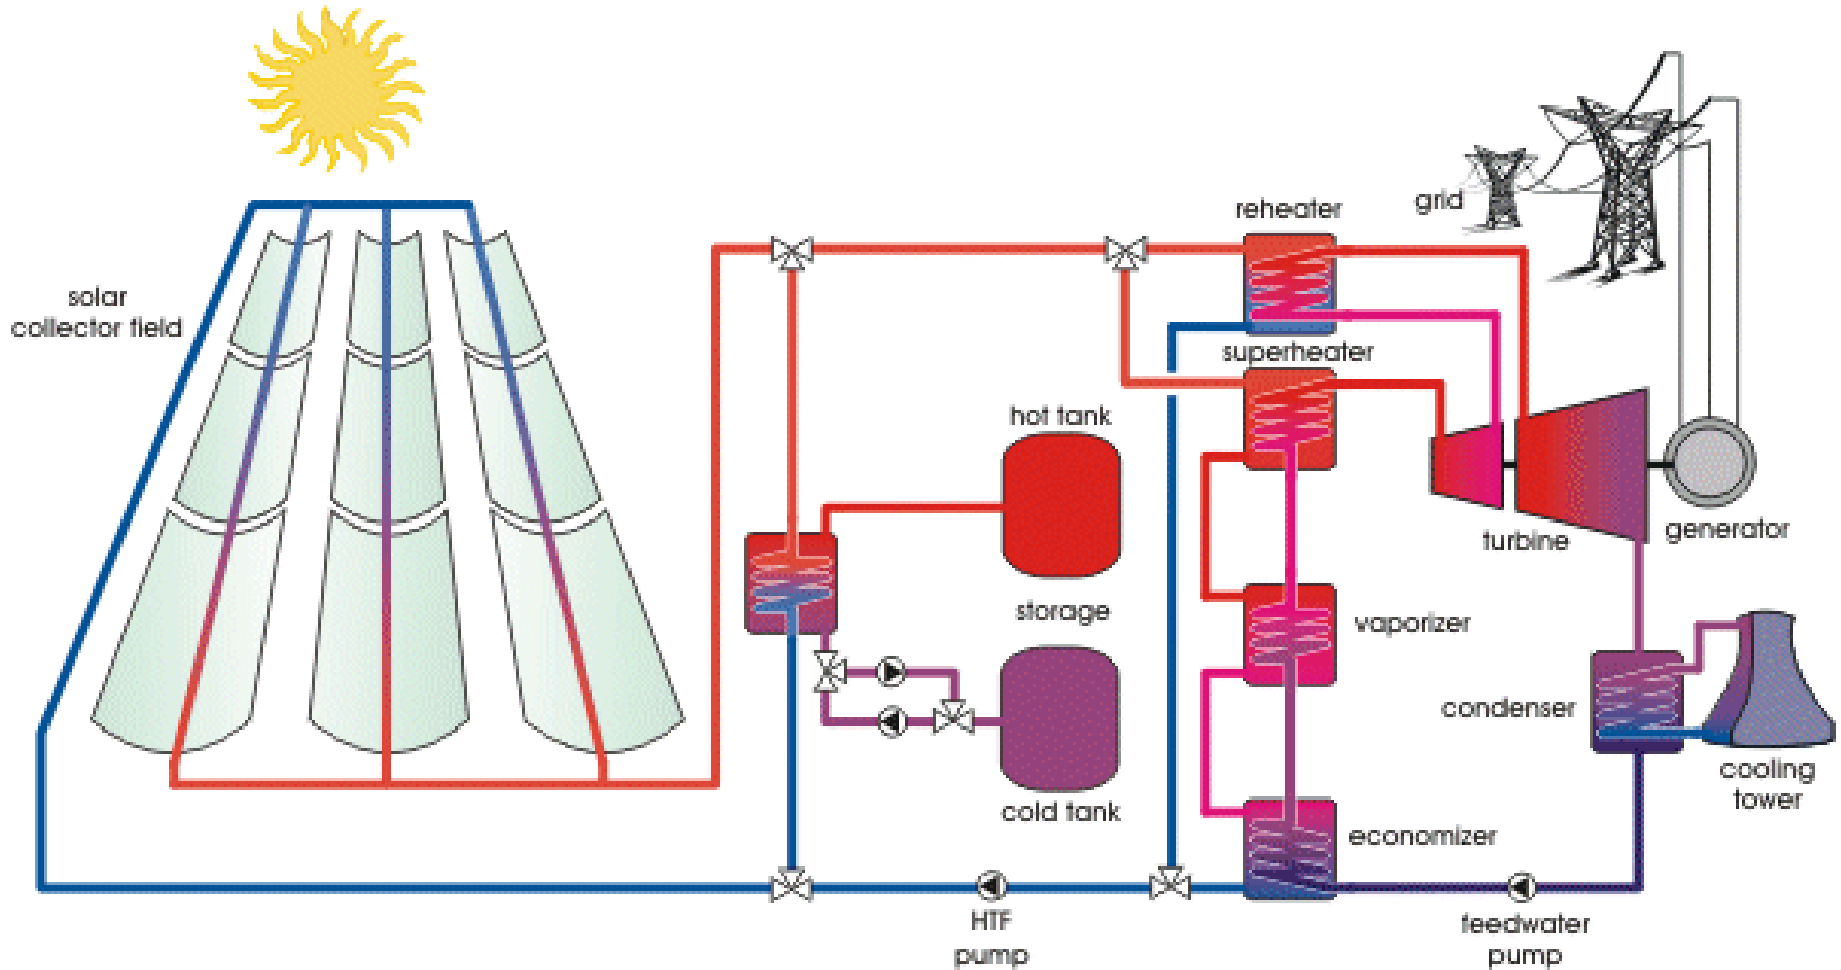 grid
reheater
solar
collector field
superheater
hot tank
generator
turbine
storage
vaporizer
condenser
cooling
tower
cold tank
economizer
HTF
pump
feedwater
pump